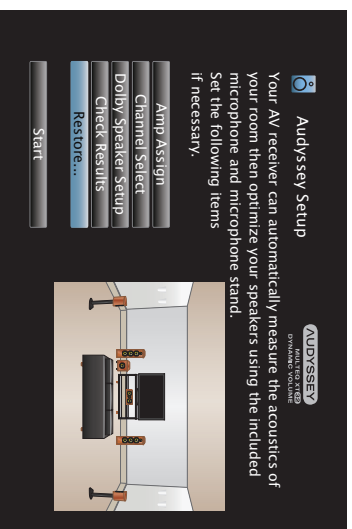 Audyssey Setup
AUDYSSEY
MULTEQ XT32
DYNAMIC VOLUME
Your AV receiver can automatically measure the acoustics of
your room then optimize your speakers using the included
microphone and microphone stand.
Set the following items
if necessary.
Amp Assign
Channel Select
Dolby Speaker Setup
Check Results
Restore...
Start